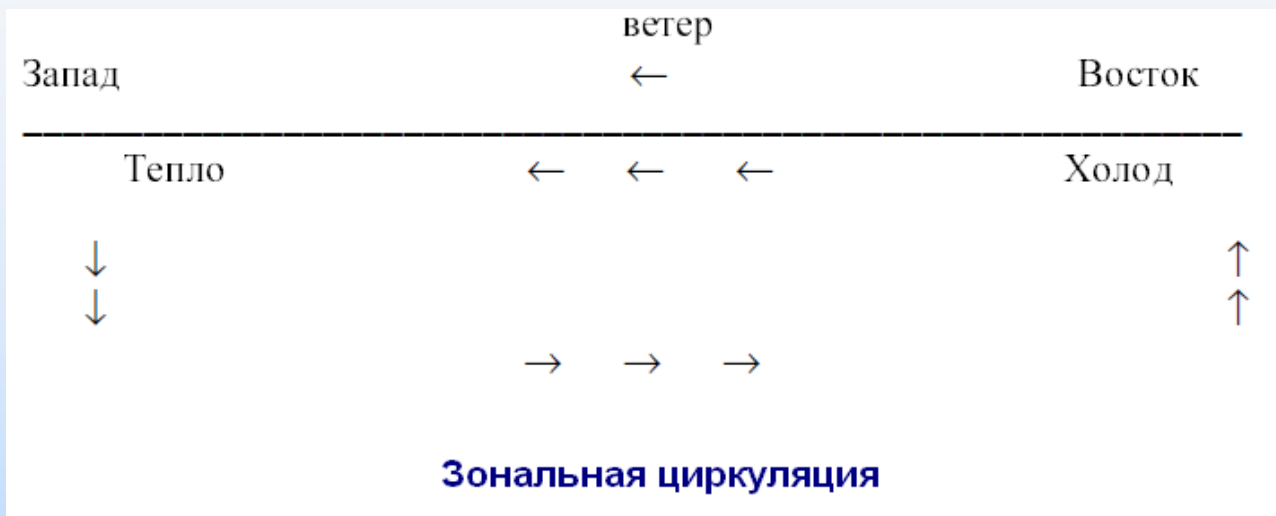 ветер
Запад ← Восток
Тепло ← ← ← Холод
↓ ↑
↓ ↑
→ → →
Зональная циркуляция